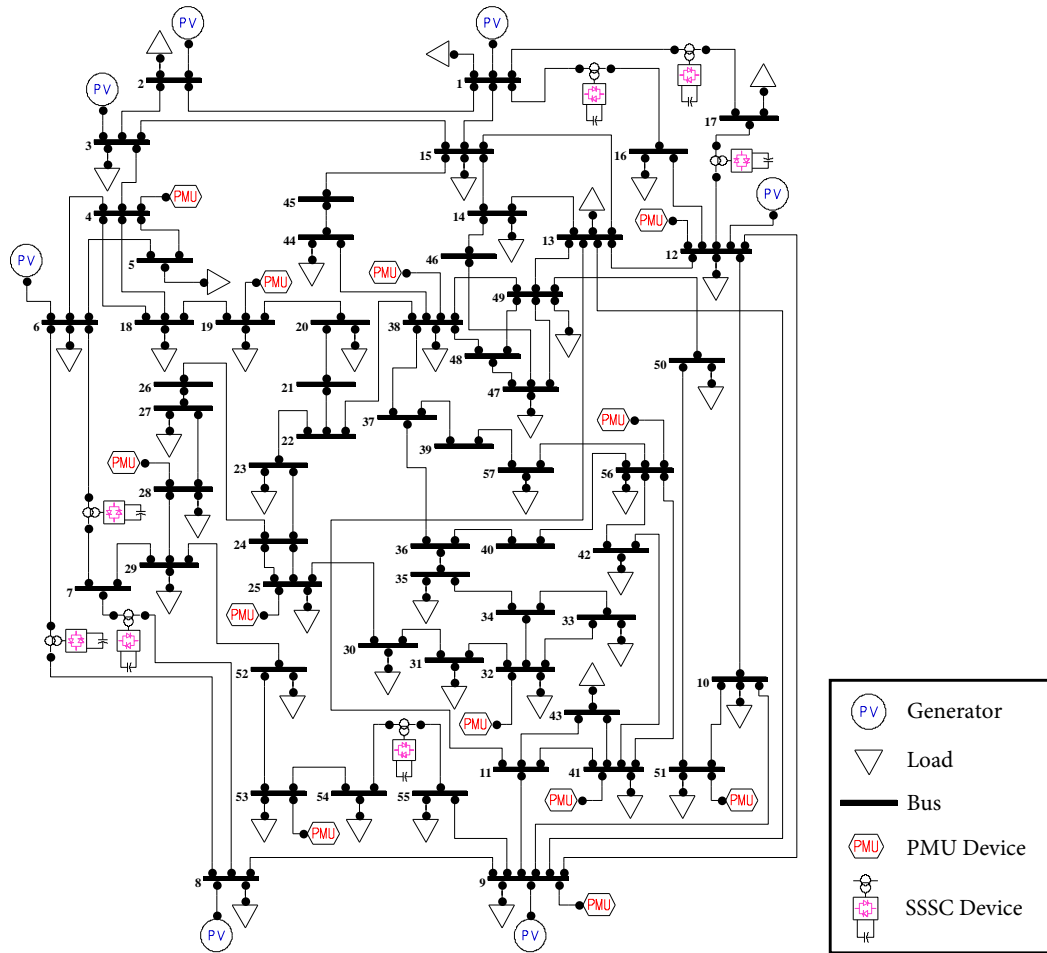 PV
PV
2
1
PV
17
3
15
16
PMU
45
14
PV
4
44
13
PMU
12
5
46
PV
PMU
PMU
49
6
18
19
20
38
48
50
26
21
47
27
37
PMU
22
39
PMU
23
57
56
28
24
36
40
42
29
35
7
25
34
33
PMU
30
31
32
10
52
43
PMU
11
41
51
53
54
55
PMU
PMU
PMU
8
9
PMU
PV
PV
PV Generator
Load
Bus
PMU PMU Device
SSSC Device